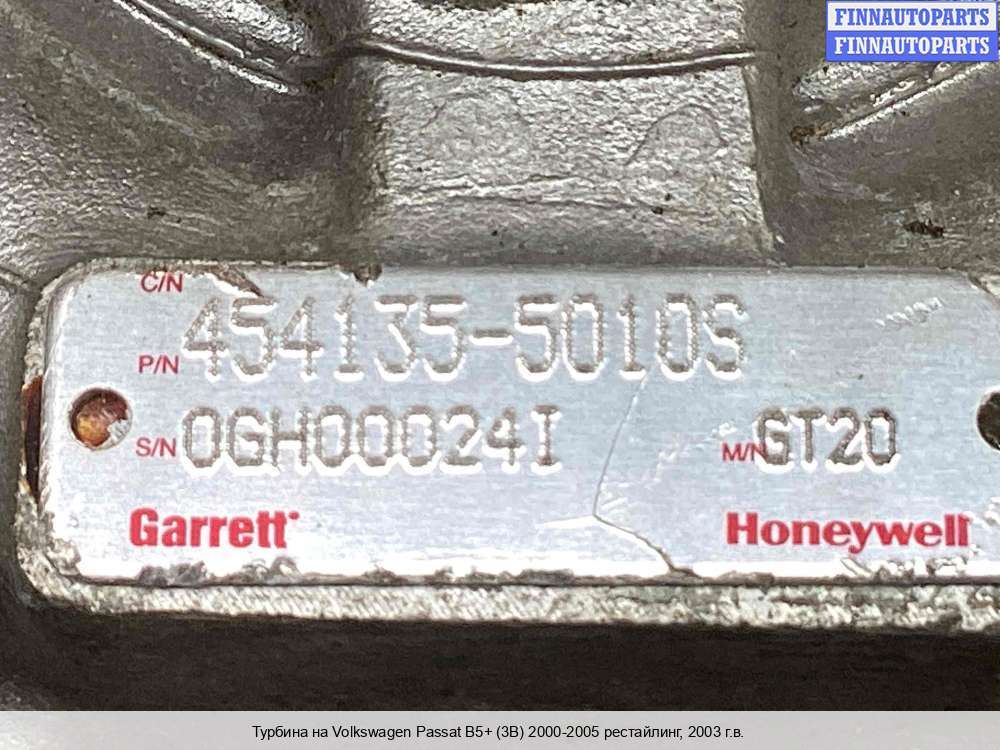 FINNAUTOPARTS
FINNAUTOPARTS
C/N
P/N 454135-5010S
S/N 0GH00024I M/N GT20
Garrett Honeywell
Турбина на Volkswagen Passat B5+ (3B) 2000-2005 рестайлинг, 2003 г.в.